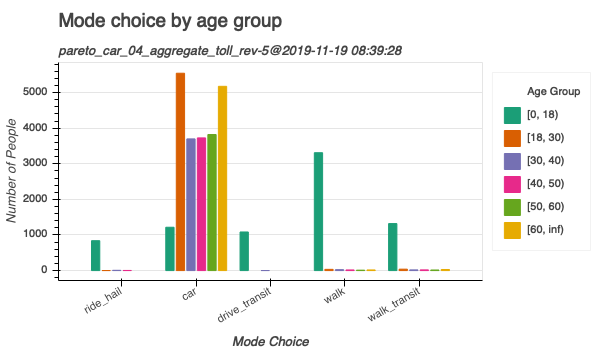 Mode choice by age group
pareto_car_04_aggregate_toll_rev-5@2019-11-19 08:39:28
Number of People
5000
4000
3000
2000
1000
0
ride_hail
car
drive_transit
walk
walk_transit
Mode Choice
Age Group
[0, 18)
[18, 30)
[30, 40)
[40, 50)
[50, 60)
[60, inf)